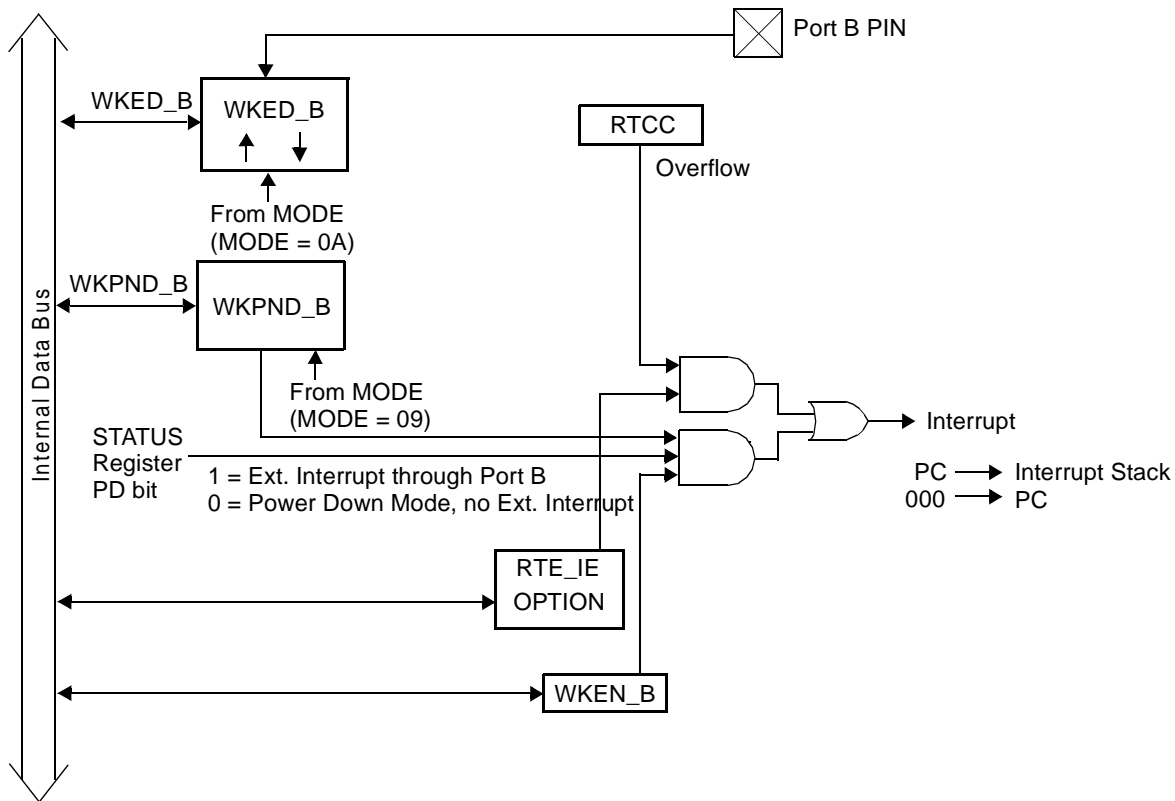 Port B PIN
WKED_B
WKED_B
RTCC
Overflow
From MODE
(MODE = 0A)
WKPND_B
WKPND_B
Internal Data Bus
From MODE
(MODE = 09)
STATUS
Register
PD bit
1 = Ext. Interrupt through Port B
0 = Power Down Mode, no Ext. Interrupt
Interrupt
PC
Interrupt Stack
000
PC
RTE_IE
OPTION
WKEN_B